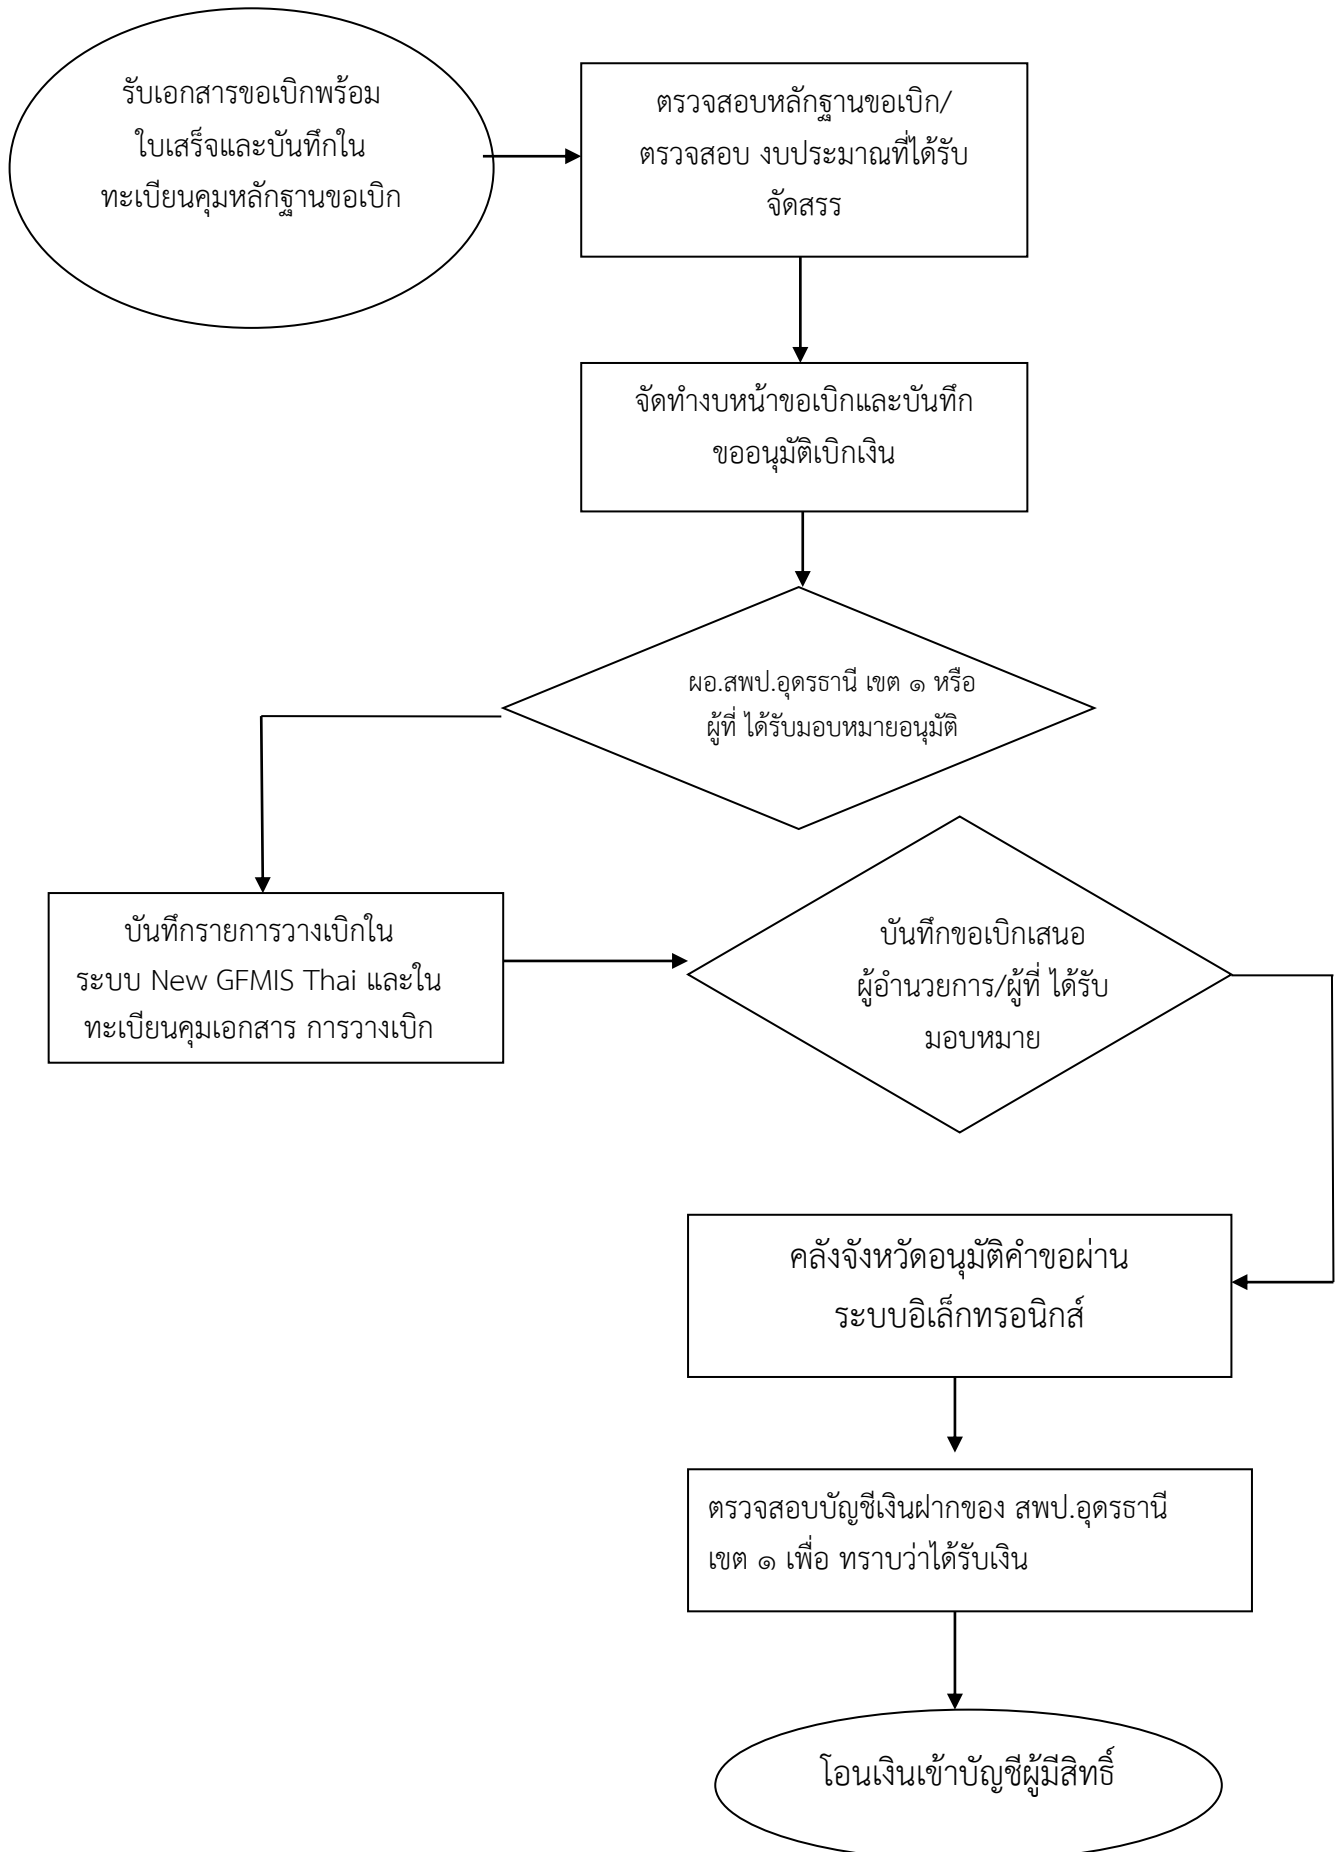 รับเอกสารขอเบิกพร้อม
ใบเสร็จและบันทึกใน
ทะเบียนคุมหลักฐานขอเบิก
ตรวจสอบหลักฐานขอเบิก/
ตรวจสอบ งบประมาณที่ได้รับ
จัดสรร
จัดทำงบหน้าขอเบิกและบันทึก
ขออนุมัติเบิกเงิน
ผอ.สพป.อุดรธานี เขต ๑ หรือ
ผู้ที่ ได้รับมอบหมายอนุมัติ
บันทึกรายการวางเบิกใน
ระบบ New GFMIS Thai และใน
ทะเบียนคุมเอกสาร การวางเบิก
บันทึกขอเบิกเสนอ
ผู้อำนวยการ/ผู้ที่ ได้รับ
มอบหมาย
คลังจังหวัดอนุมัติคำขอผ่าน
ระบบอิเล็กทรอนิกส์
ตรวจสอบบัญชีเงินฝากของ สพป.อุดรธานี
เขต ๑ เพื่อ ทราบว่าได้รับเงิน
โอนเงินเข้าบัญชีผู้มีสิทธิ์